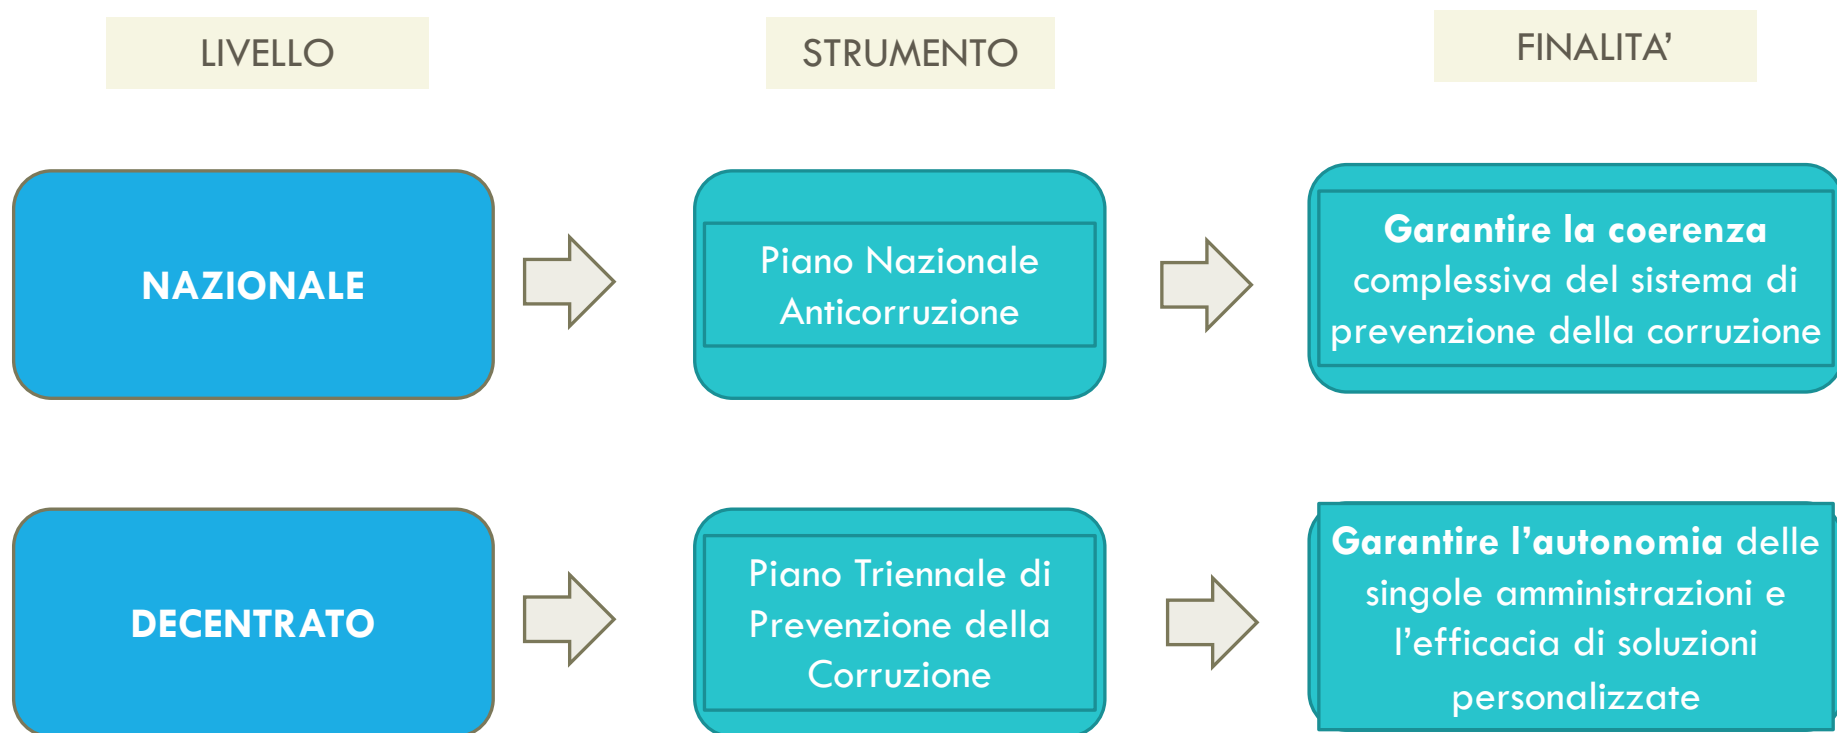 LIVELLO
STRUMENTO
FINALITA’
NAZIONALE
Piano Nazionale
Anticorruzione
Garantire la coerenza
complessiva del sistema di
prevenzione della corruzione
DECENTRATO
Piano Triennale di
Prevenzione della
Corruzione
Garantire l’autonomia delle
singole amministrazioni e
l’efficacia di soluzioni
personalizzate